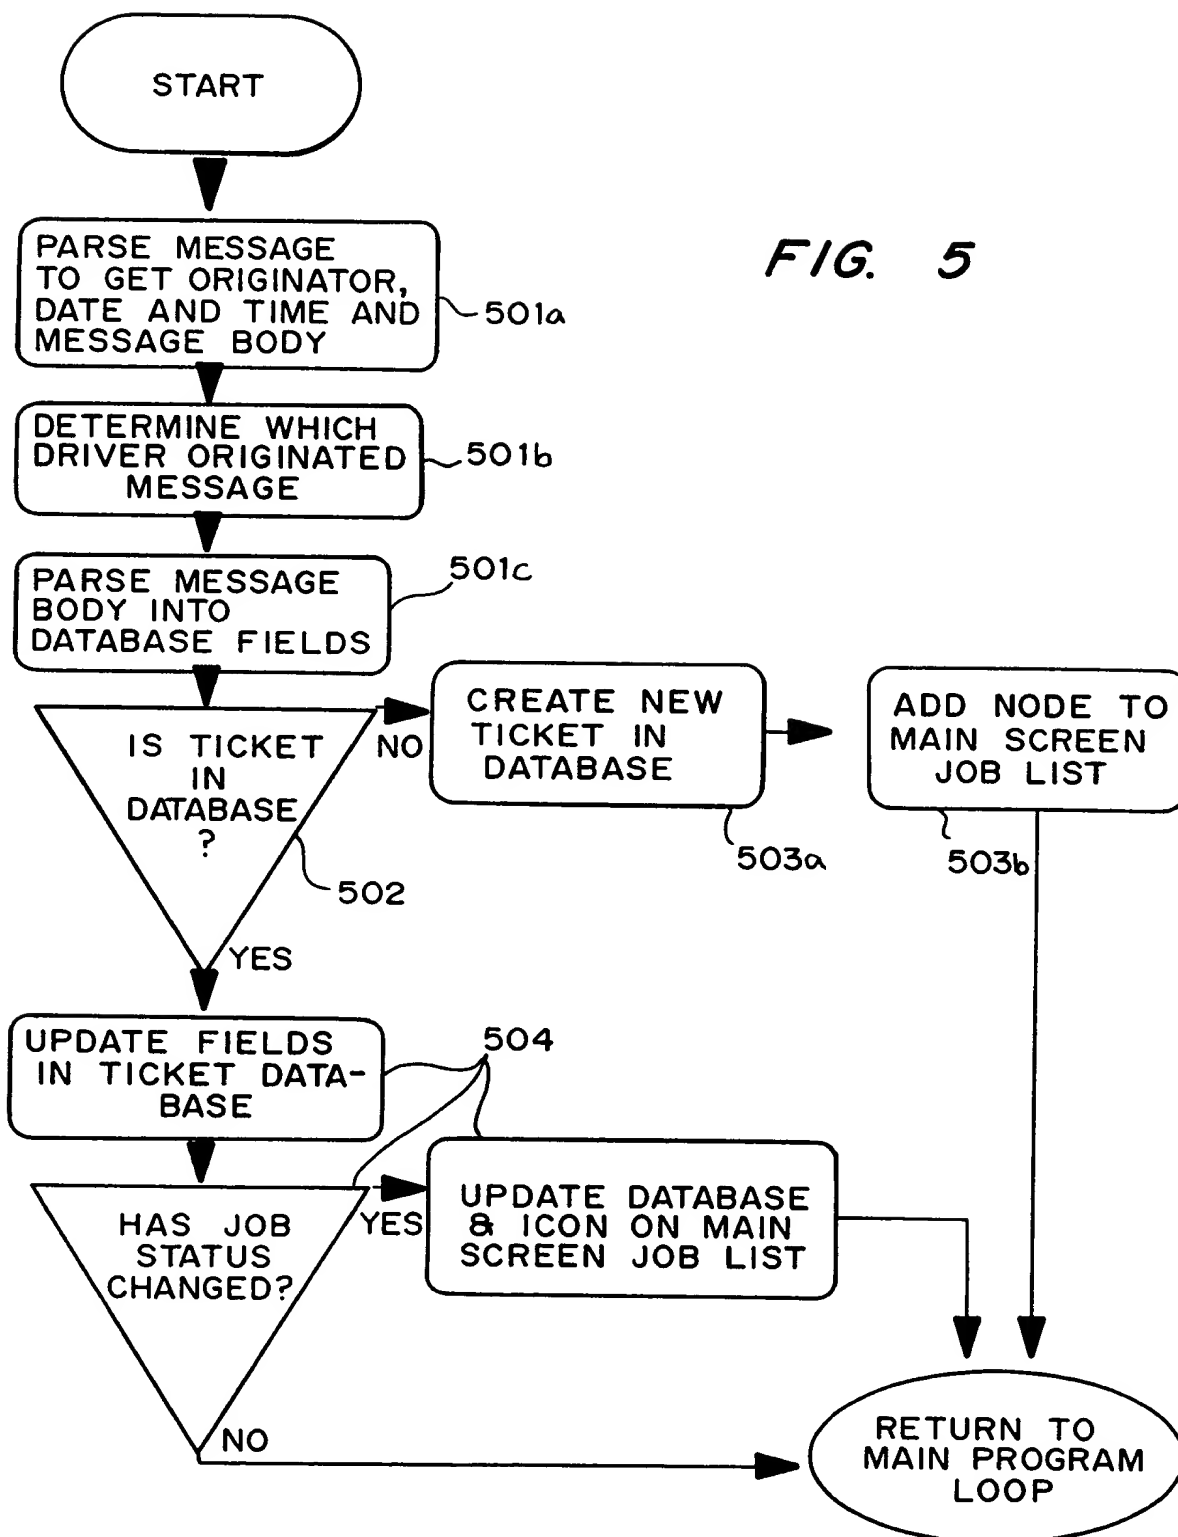 START
FIG. 5
PARSE MESSAGE
TO GET ORIGINATOR,
DATE AND TIME AND
MESSAGE BODY
501a
DETERMINE WHICH
DRIVER ORIGINATED
MESSAGE
501b
PARSE MESSAGE
BODY INTO
DATABASE FIELDS
501c
IS TICKET
IN
DATABASE
?
502
NO
CREATE NEW
TICKET IN
DATABASE
503a
ADD NODE TO
MAIN SCREEN
JOB LIST
503b
YES
UPDATE FIELDS
IN TICKET DATA-
BASE
504
HAS JOB
STATUS
CHANGED?
YES
UPDATE DATABASE
& ICON ON MAIN
SCREEN JOB LIST
NO
RETURN TO
MAIN PROGRAM
LOOP